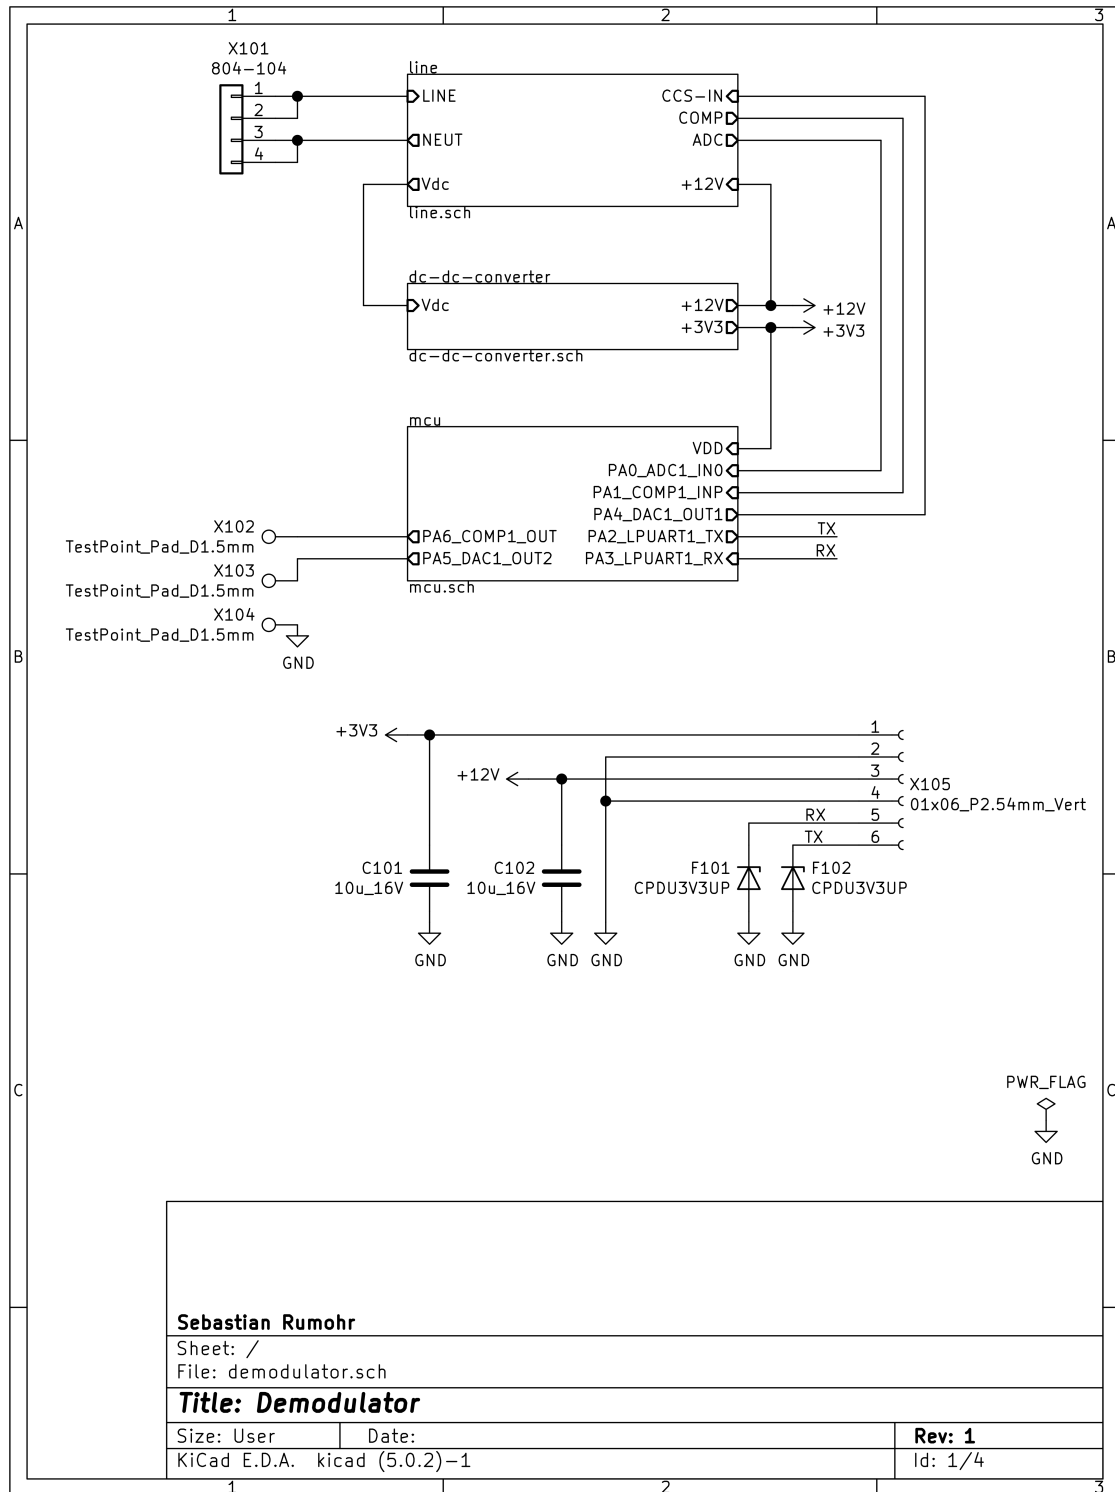 1 2 3
X101
804-104
1
2
3
4
line
LINE CCS-IN
COMP
NEUT ADC
Vdc +12V
line.sch
A A
dc-dc-converter
Vdc +12V +12V
+3V3 +3V3
dc-dc-converter.sch
mcu
VDD
PA0_ADC1_IN0
PA1_COMP1_INP
PA4_DAC1_OUT1
X102
TestPoint_Pad_D1.5mm
PA6_COMP1_OUT PA2_LPUART1_TX TX
PA5_DAC1_OUT2 PA3_LPUART1_RX RX
X103
TestPoint_Pad_D1.5mm
mcu.sch
X104
TestPoint_Pad_D1.5mm
GND
B B
+3V3 1
2
+12V 3
4
RX 5
TX 6
X105
01x06_P2.54mm_Vert
C101
10u_16V
C102
10u_16V
F101
CPDU3V3UP
F102
CPDU3V3UP
GND GND GND GND GND
C C
PWR_FLAG
GND
Sebastian Rumohr
Sheet: /
File: demodulator.sch
Title: Demodulator
Size: User Date: Rev: 1
KiCad E.D.A. kicad (5.0.2)-1 Id: 1/4
1 2 3